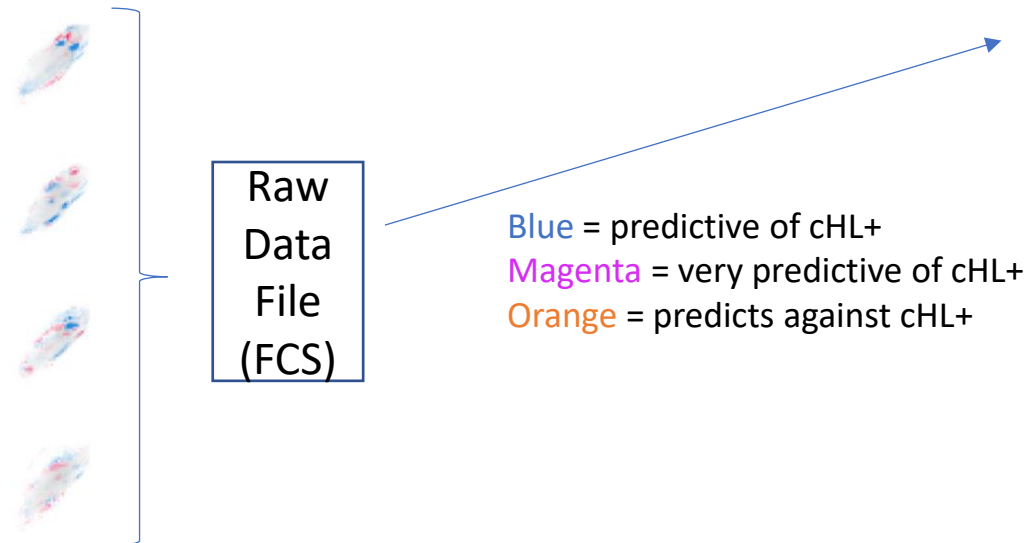 Raw
Data
File
(FCS)
Blue = predictive of cHL+
Magenta = very predictive of cHL+
Orange = predicts against cHL+